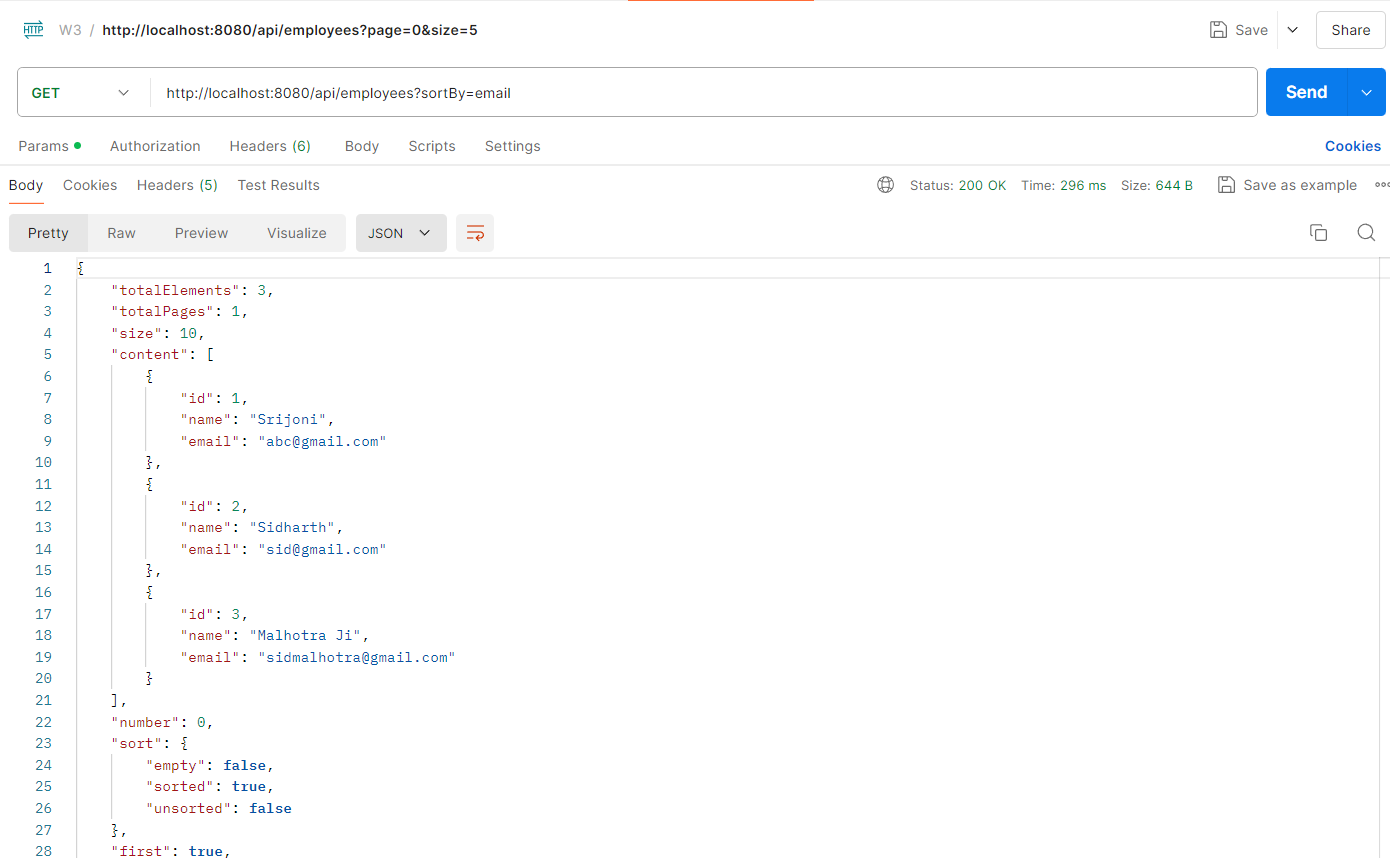 HTTP W3 / http://localhost:8080/api/employees?page=0&size=5 Save Share
GET http://localhost:8080/api/employees?sortBy=email Send
Params Authorization Headers (6) Body Scripts Settings Cookies
Body Cookies Headers (5) Test Results Status: 200 OK Time: 296 ms Size: 644 B Save as example
Pretty Raw Preview Visualize JSON
1 {
2 "totalElements": 3,
3 "totalPages": 1,
4 "size": 10,
5 "content": [
6 {
7 "id": 1,
8 "name": "Srijoni",
9 "email": "abc@gmail.com"
10 },
11 {
12 "id": 2,
13 "name": "Sidharth",
14 "email": "sid@gmail.com"
15 },
16 {
17 "id": 3,
18 "name": "Malhotra Ji",
19 "email": "sidmalhotra@gmail.com"
20 }
21 ],
22 "number": 0,
23 "sort": {
24 "empty": false,
25 "sorted": true,
26 "unsorted": false
27 },
28 "first": true,